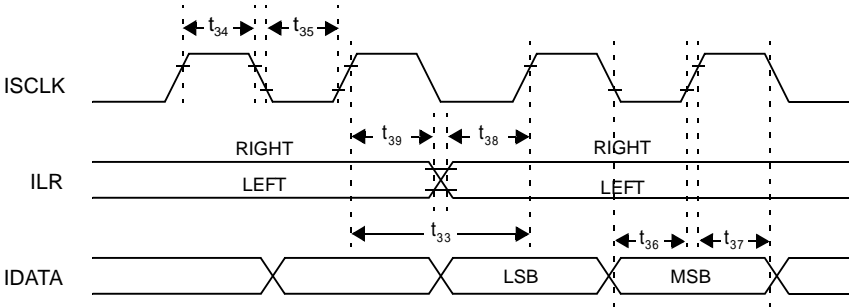 t34 t35
ISCLK
t39 t38
RIGHT RIGHT
ILR
LEFT LEFT
t33
t36 t37
IDATA LSB MSB